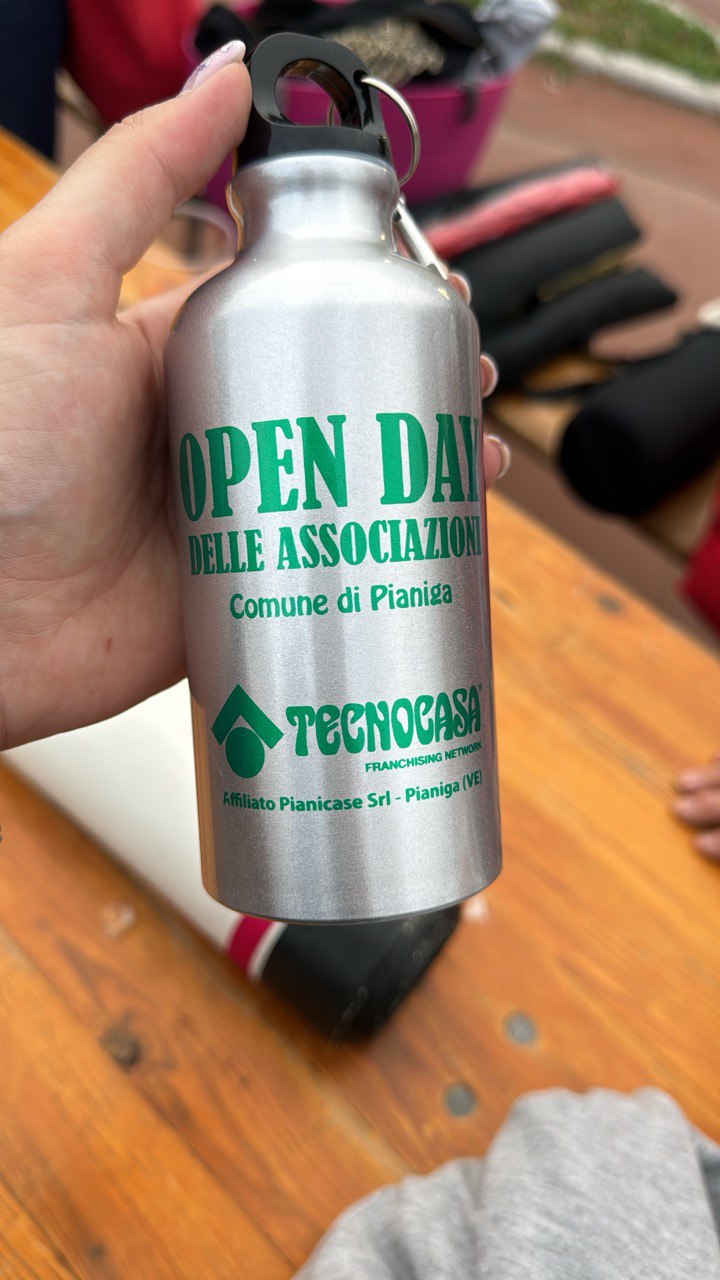 OPEN DAY
DELLE ASSOCIAZIONI
Comune di Pianiga
TECNOCASA®
FRANCHISING NETWORK
Affiliato Pianicase Srl - Pianiga (VE)